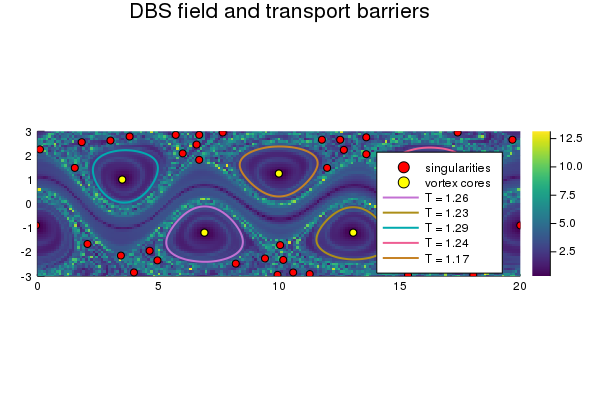 DBS field and transport barriers
3
2
1
0
-1
-2
-3
0
5
10
15
20
singularities
vortex cores
T = 1.26
T = 1.23
T = 1.29
T = 1.24
T = 1.17
12.5
10.0
7.5
5.0
2.5